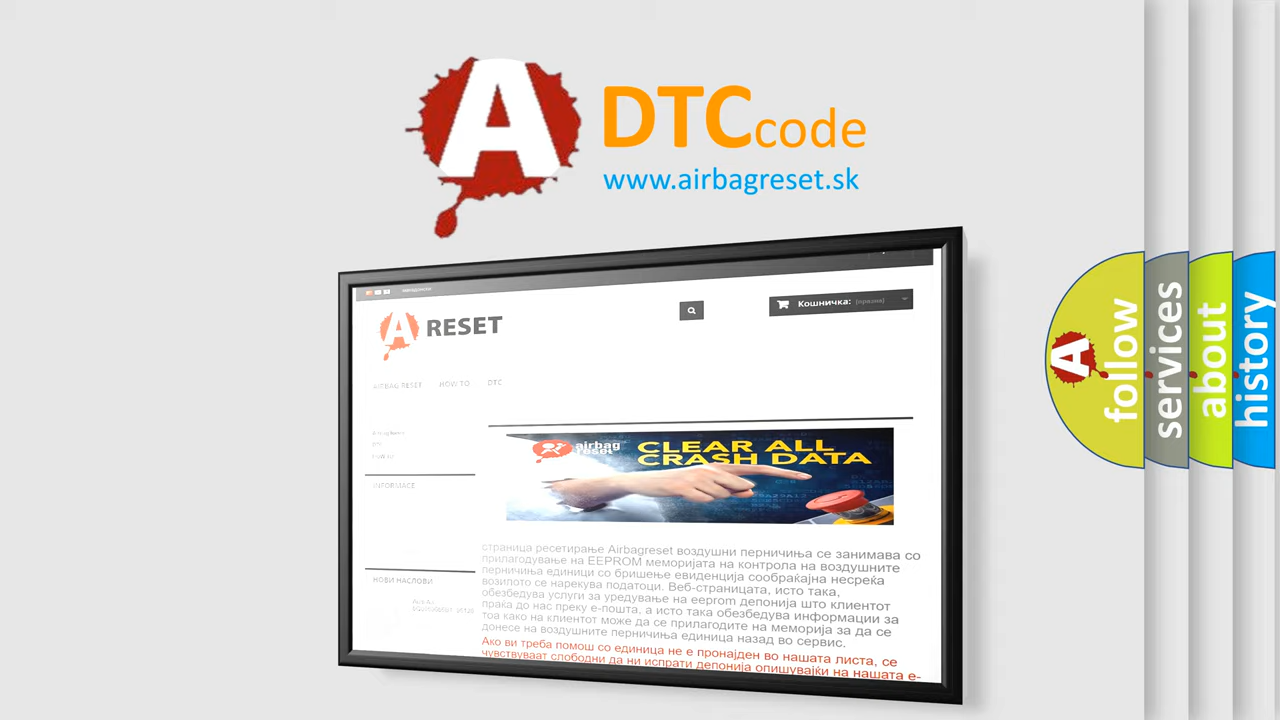 A
DTC code
www.airbagreset.sk
Кошничка: (празна)
A RESET
AIRBAG RESET HOW TO DTC
airbag
reset
CLEAR ALL
CRASH DATA
INFORMACE
страница ресетирање Airbagreset воздушни перничиња се занимава со
прилагодување на EEPROM меморијата на контрола на воздушните
перничиња единици со бришење евиденција сообраќајна несреќа
возилото се нарекува податоци. Веб-страницата, исто така,
обезбедува услуги за уредување на eeprom депонија што клиентот
праќа до нас преку е-пошта, а исто така обезбедува информации за
тоа како на клиентот може да се прилагодите на меморија за да се
донесе на воздушните перничиња единица назад во сервис.
НОВИ НАСЛОВИ
Ако ви треба помош со единица не е пронајден во нашата листа, се
чувствуваат слободни да ни испрати депонија опишувајќи на нашата е-
A
follow
services
about
history